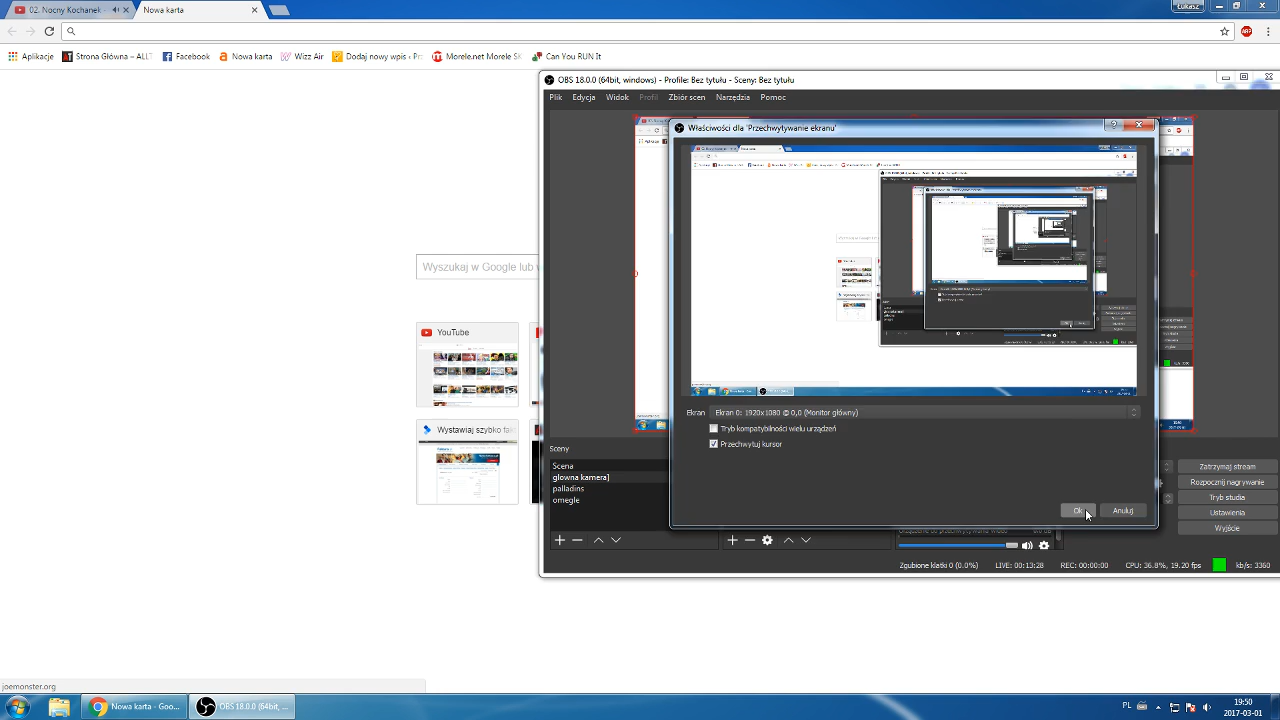 02. Nocny Kochanek -
Nowa karta
Łukasz
Aplikacje
Strona Główna – ALL
Facebook
Nowa karta
Wizz Air
Dodaj nowy wpis ‹ Pr
Morele.net Morele SK
Can You RUN It
OBS 18.0.0 (64bit, windows) - Profile: Bez tytułu - Sceny: Bez tytułu
Plik Edycja Widok Profil Zbiór scen Narzędzia Pomoc
Właściwości dla 'Przechwytywanie ekranu'
Wyszukaj w Google lub w
YouTube
Wystawiaj szybko
Ekran Ekran 0: 1920x1080 @ 0,0 (Monitor główny)
Tryb kompatybilności wielu urządzeń
Przechwytuj kursor
Ok Anuluj
Sceny
Scena
glowna kamera]
palladins
omegle
Zatrzymaj stream
Rozpocznij nagrywanie
Tryb studia
Ustawienia
Wyjście
Zgubione klatki 0 (0.0%) LIVE: 00:13:28 REC: 00:00:00 CPU: 36.8%, 19.20 fps kb/s: 3360
joemonster.org
Nowa karta - Goo...
OBS 18.0.0 (64bit, wi...
PL
19:50
2017-03-01